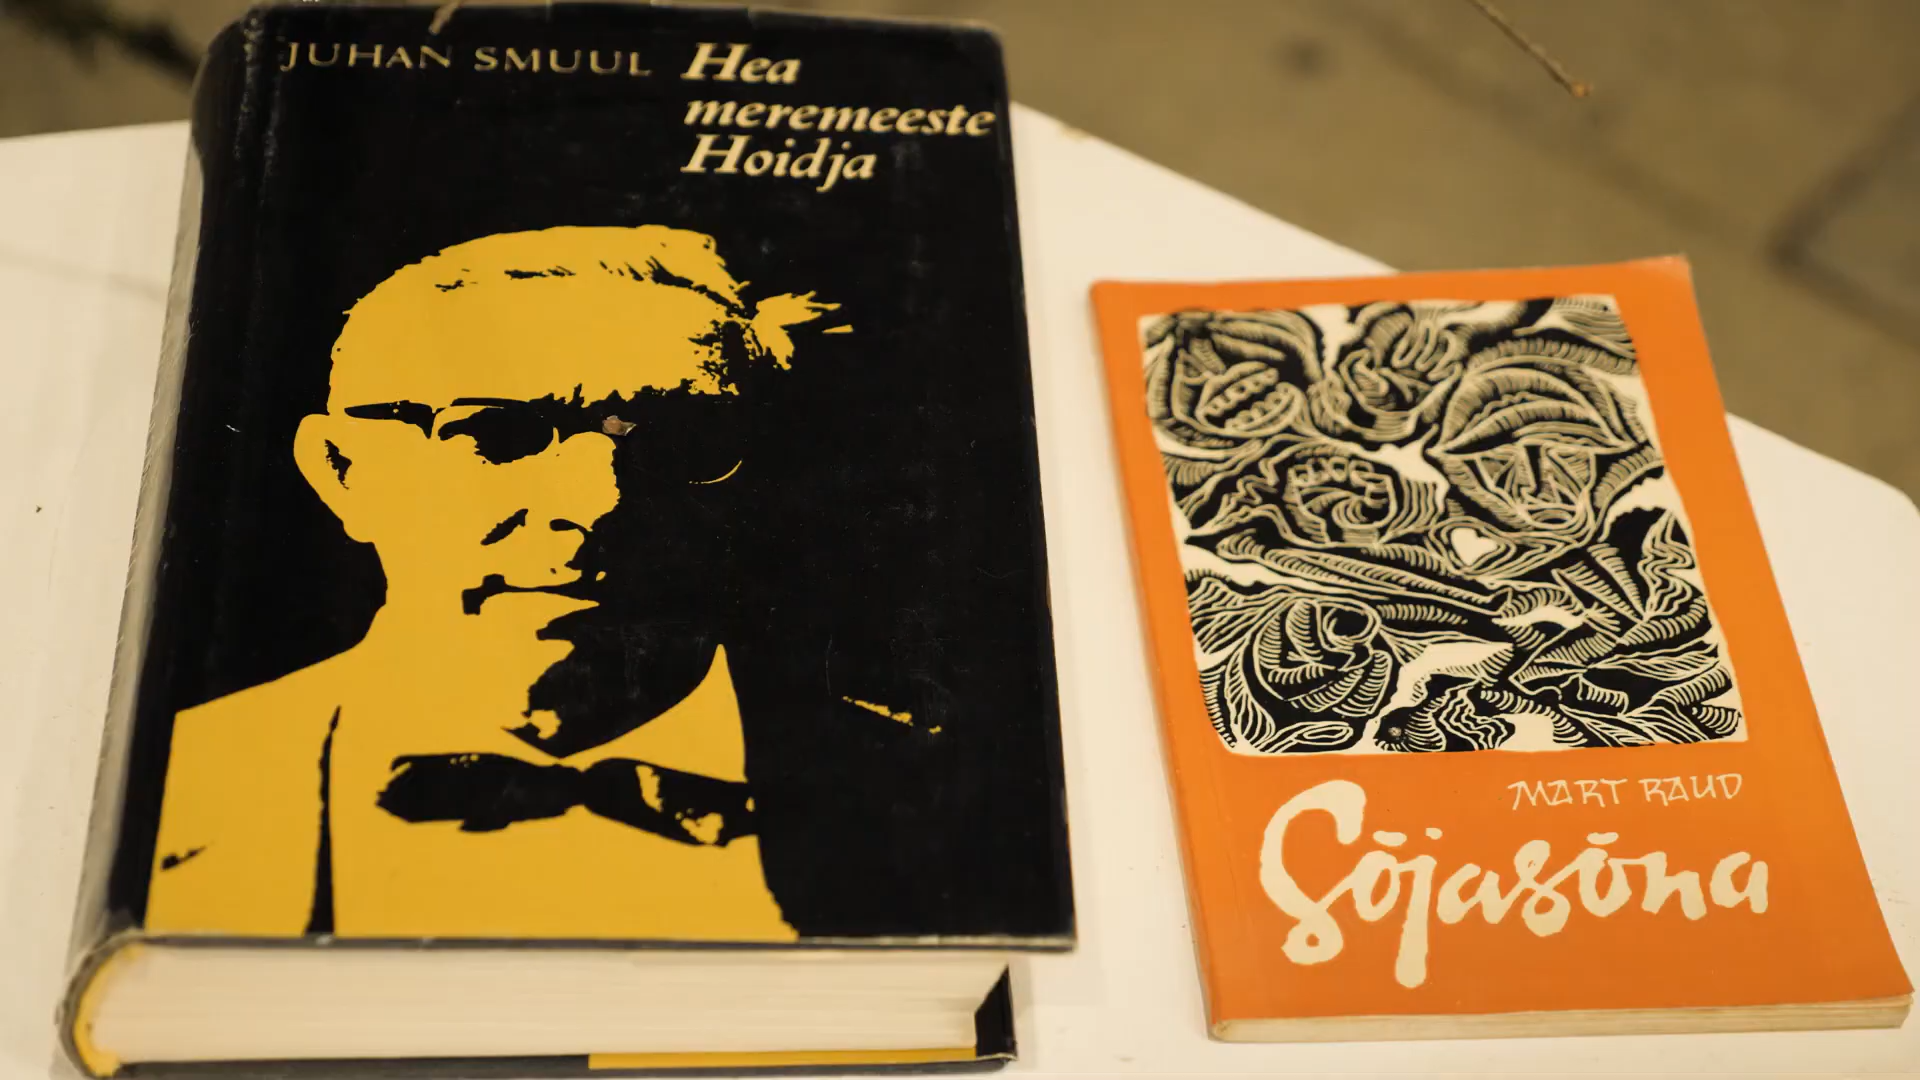 JUHAN SMUUL
Hea
meremeeste
Hoidja
MART RAUD
Sõjasõna